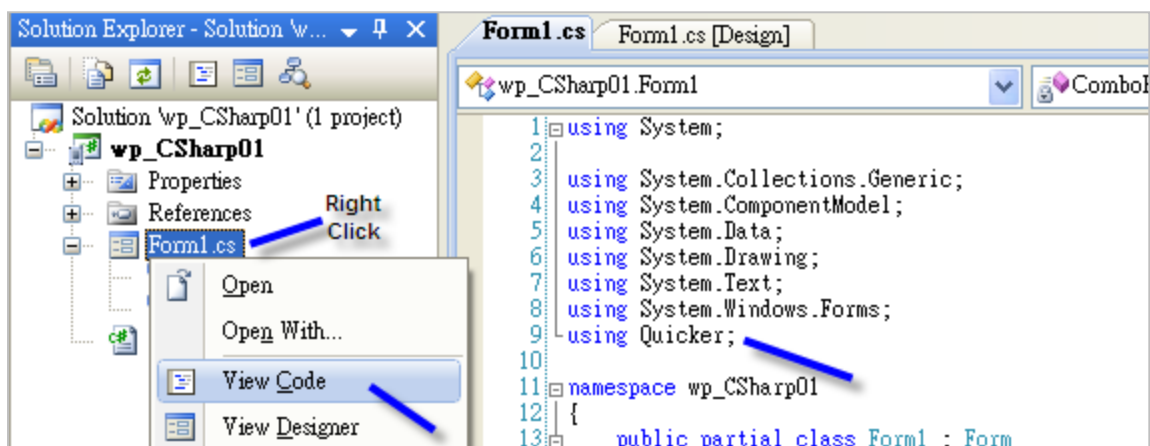 Solution Explorer - Solution 'w...
Solution 'wp_CSharp01' (1 project)
wp_CSharp01
Properties
References
Form1.cs
Right
Click
Open
Open With...
View Code
View Designer
Form1.cs
Form1.cs [Design]
wp_CSharp01.Form1
1 using System;
2
3 using System.Collections.Generic;
4 using System.ComponentModel;
5 using System.Data;
6 using System.Drawing;
7 using System.Text;
8 using System.Windows.Forms;
9 using Quicker;
10
11 namespace wp_CSharp01
12 {
13 public partial class Form1 : Form